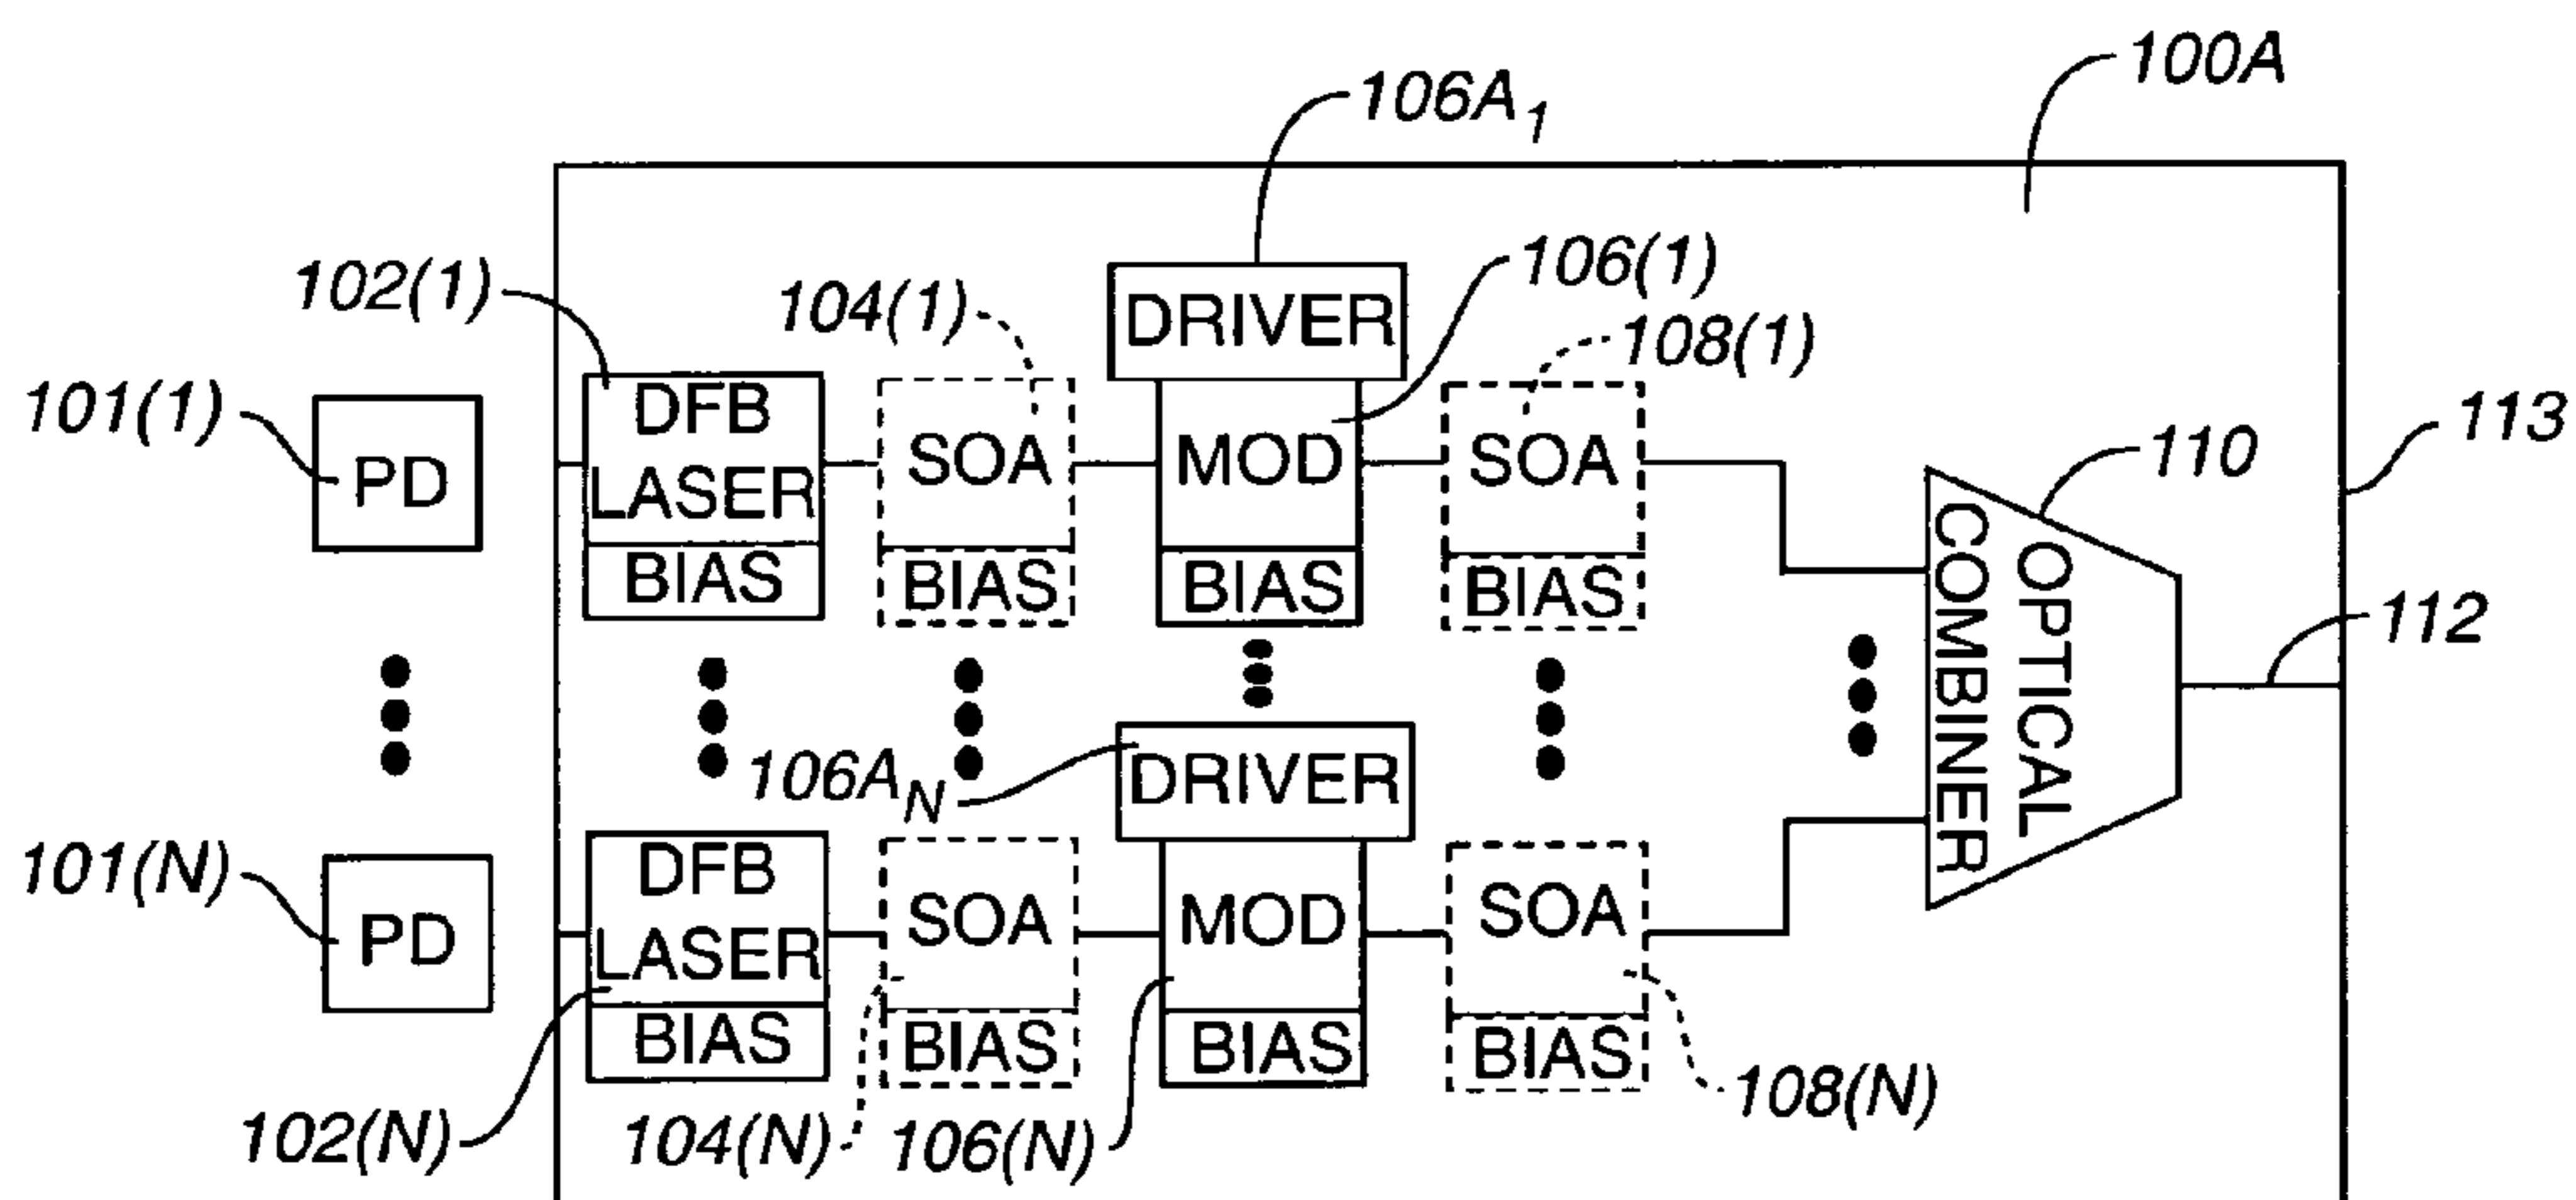 100A
106A1
102(1)
104(1)
106(1)
108(1)
DRIVER
101(1)
PD
DFB
LASER
BIAS
SOA
BIAS
MOD
BIAS
SOA
BIAS
110
113
OPTICAL
COMBINER
112
106AN
DRIVER
101(N)
PD
DFB
LASER
BIAS
SOA
BIAS
MOD
BIAS
SOA
BIAS
102(N)
104(N)
106(N)
108(N)